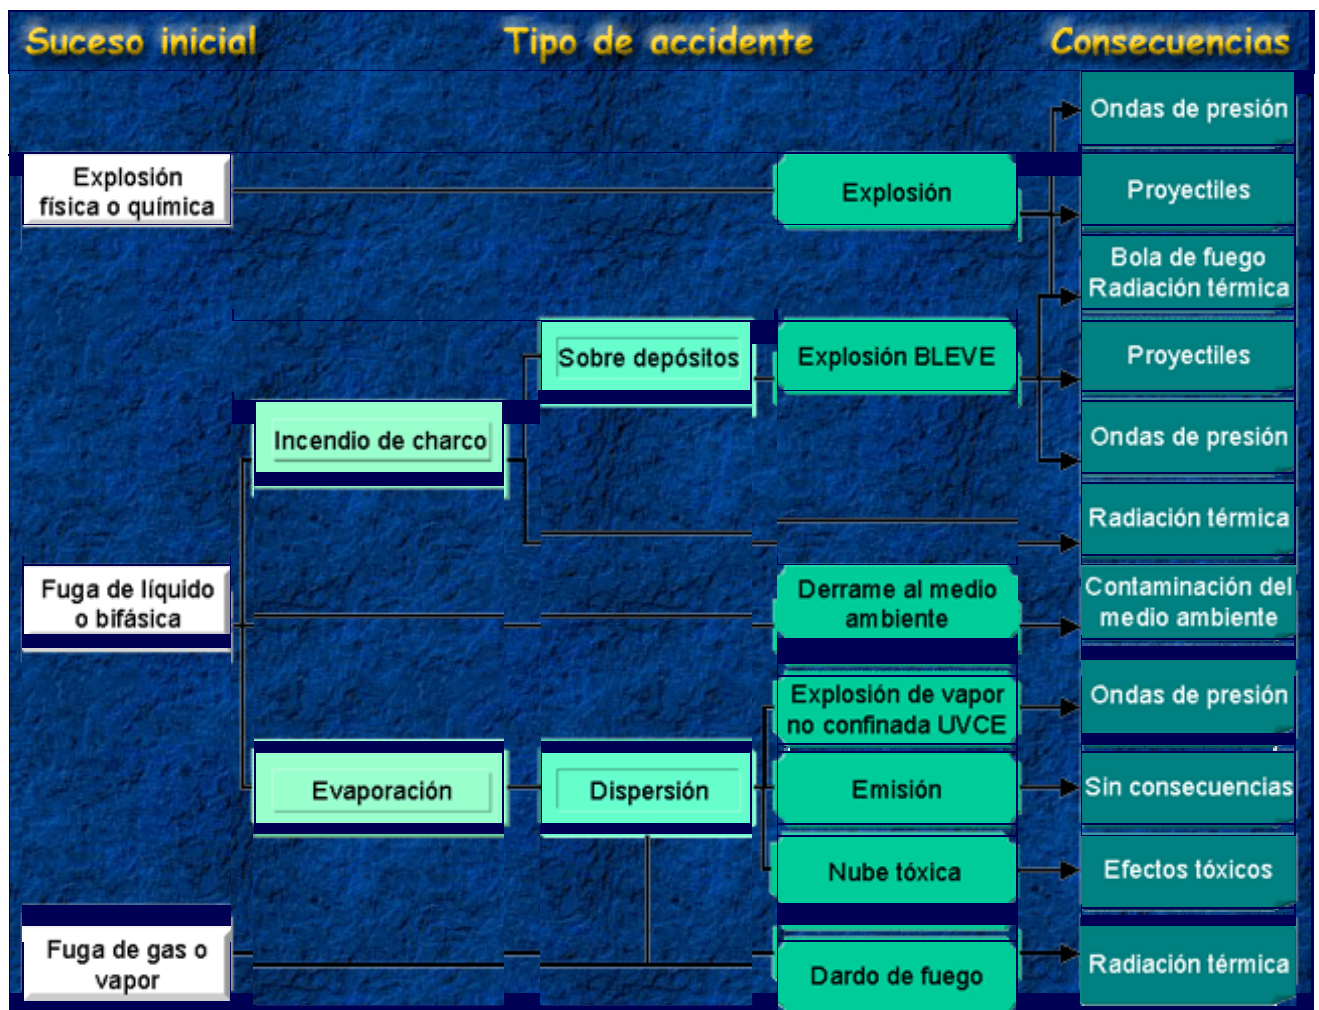 Suceso inicial
Tipo de accidente
Consecuencias
Ondas de presión
Explosión
física o química
Explosión
Proyectiles
Bola de fuego
Radiación térmica
Sobre depósitos
Explosión BLEVE
Proyectiles
Incendio de charco
Ondas de presión
Radiación térmica
Fuga de líquido
o bifásica
Derrame al medio
ambiente
Contaminación del
medio ambiente
Explosión de vapor
no confinada UVCE
Ondas de presión
Evaporación
Dispersión
Emisión
Sin consecuencias
Nube tóxica
Efectos tóxicos
Fuga de gas o
vapor
Dardo de fuego
Radiación térmica